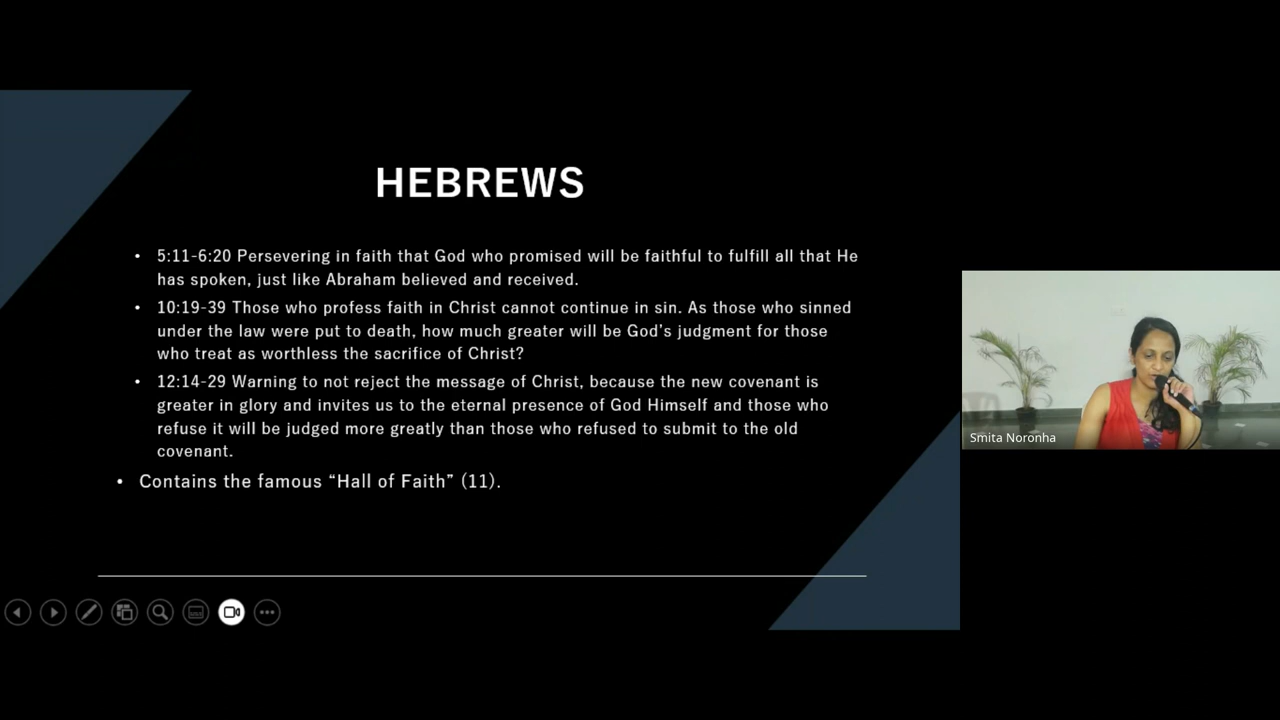 HEBREWS
• 5:11-6:20 Persevering in faith that God who promised will be faithful to fulfill all that He
has spoken, just like Abraham believed and received.
• 10:19-39 Those who profess faith in Christ cannot continue in sin. As those who sinned
under the law were put to death, how much greater will be God's judgment for those
who treat as worthless the sacrifice of Christ?
• 12:14-29 Warning to not reject the message of Christ, because the new covenant is
greater in glory and invites us to the eternal presence of God Himself and those who
refuse it will be judged more greatly than those who refused to submit to the old
covenant.
• Contains the famous “Hall of Faith” (11).
Smita Noronha